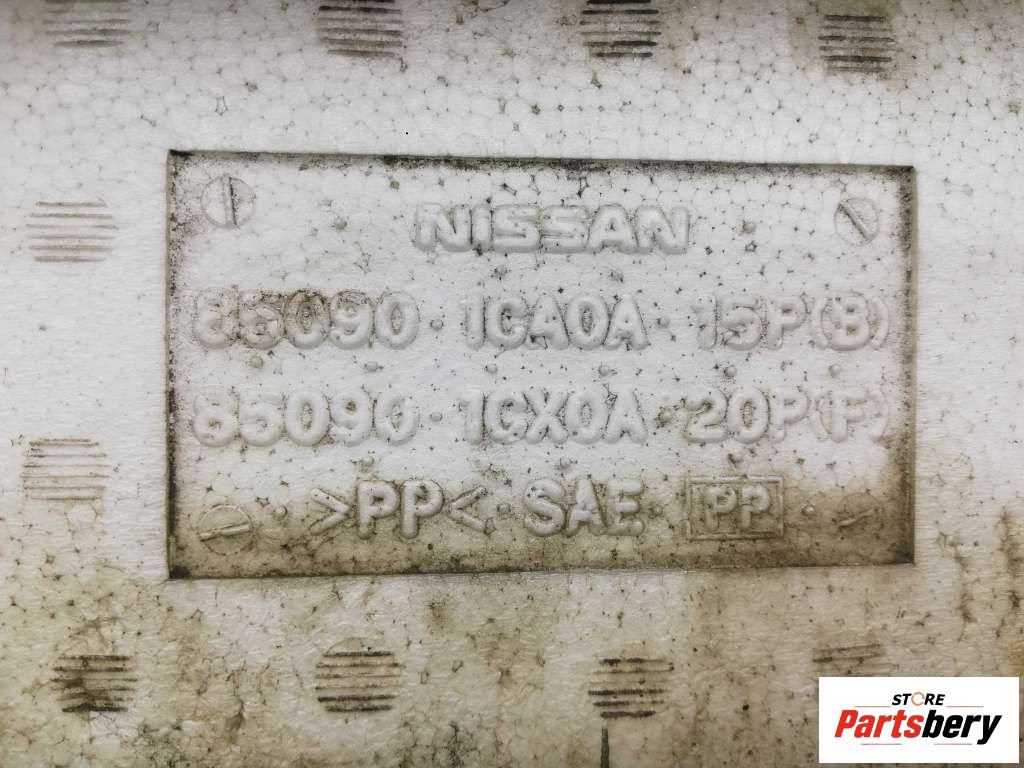 NISSAN
85090·1CA0A·15P(B)
85090·1CX0A·20P(F)
>PP<·SAE· PP
STORE
Partsbery